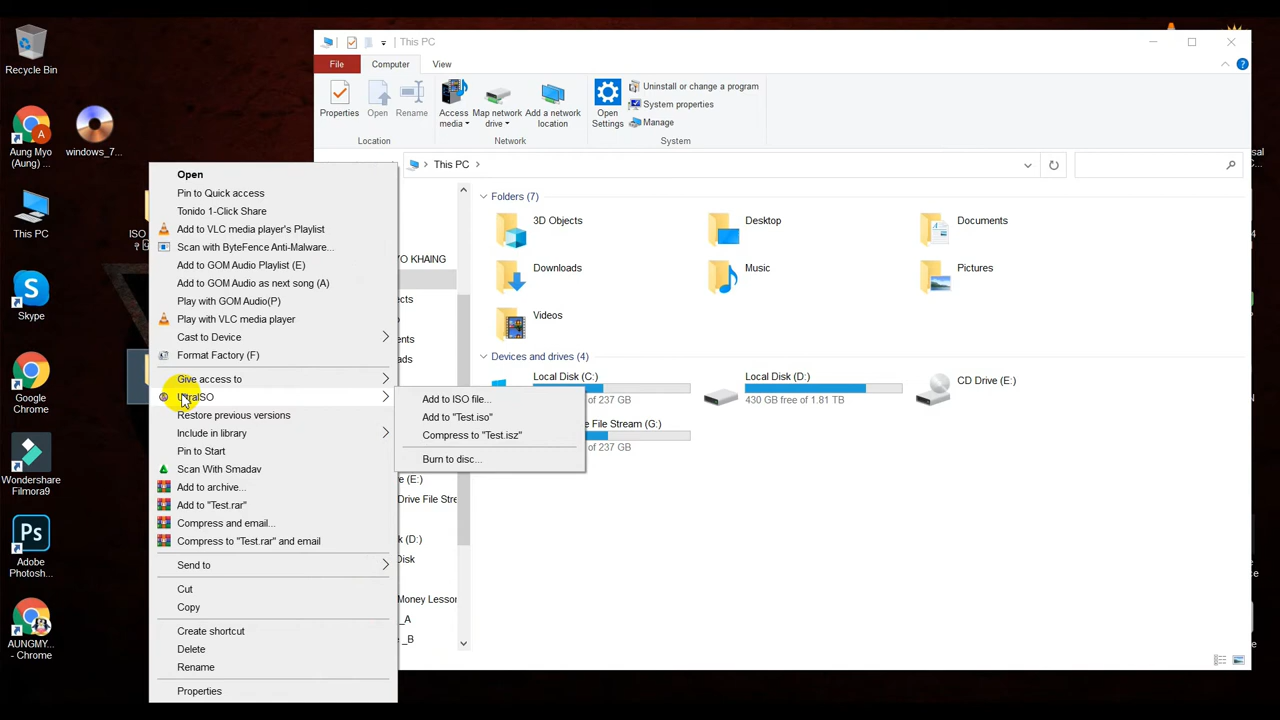 Recycle Bin
Aung Myo
(Aung) ...
windows_7...
This PC
ISO
Skype
Google
Chrome
Wondershare
Filmora9
Adobe
Photosh...
AUNGMY...
- Chrome
This PC
File
Computer
View
Properties
Open
Rename
Access
media
Map network
drive
Add a network
location
Open
Settings
Uninstall or change a program
System properties
Manage
Location
Network
System
This PC
Folders (7)
3D Objects
Desktop
Documents
Downloads
Music
Pictures
Videos
Devices and drives (4)
Local Disk (C:)
of 237 GB
Local Disk (D:)
430 GB free of 1.81 TB
CD Drive (E:)
File Stream (G:)
of 237 GB
YO KHAING
cts
ents
ads
e (E:)
Drive File Stream
k (D:)
Disk
Money Lesson
_A
_B
Open
Pin to Quick access
Tonido 1-Click Share
Add to VLC media player's Playlist
Scan with ByteFence Anti-Malware...
Add to GOM Audio Playlist (E)
Add to GOM Audio as next song (A)
Play with GOM Audio(P)
Play with VLC media player
Cast to Device
Format Factory (F)
Give access to
UltraISO
Restore previous versions
Include in library
Pin to Start
Scan With Smadav
Add to archive...
Add to "Test.rar"
Compress and email...
Compress to "Test.rar" and email
Send to
Cut
Copy
Create shortcut
Delete
Rename
Properties
Add to ISO file...
Add to "Test.iso"
Compress to "Test.isz"
Burn to disc...